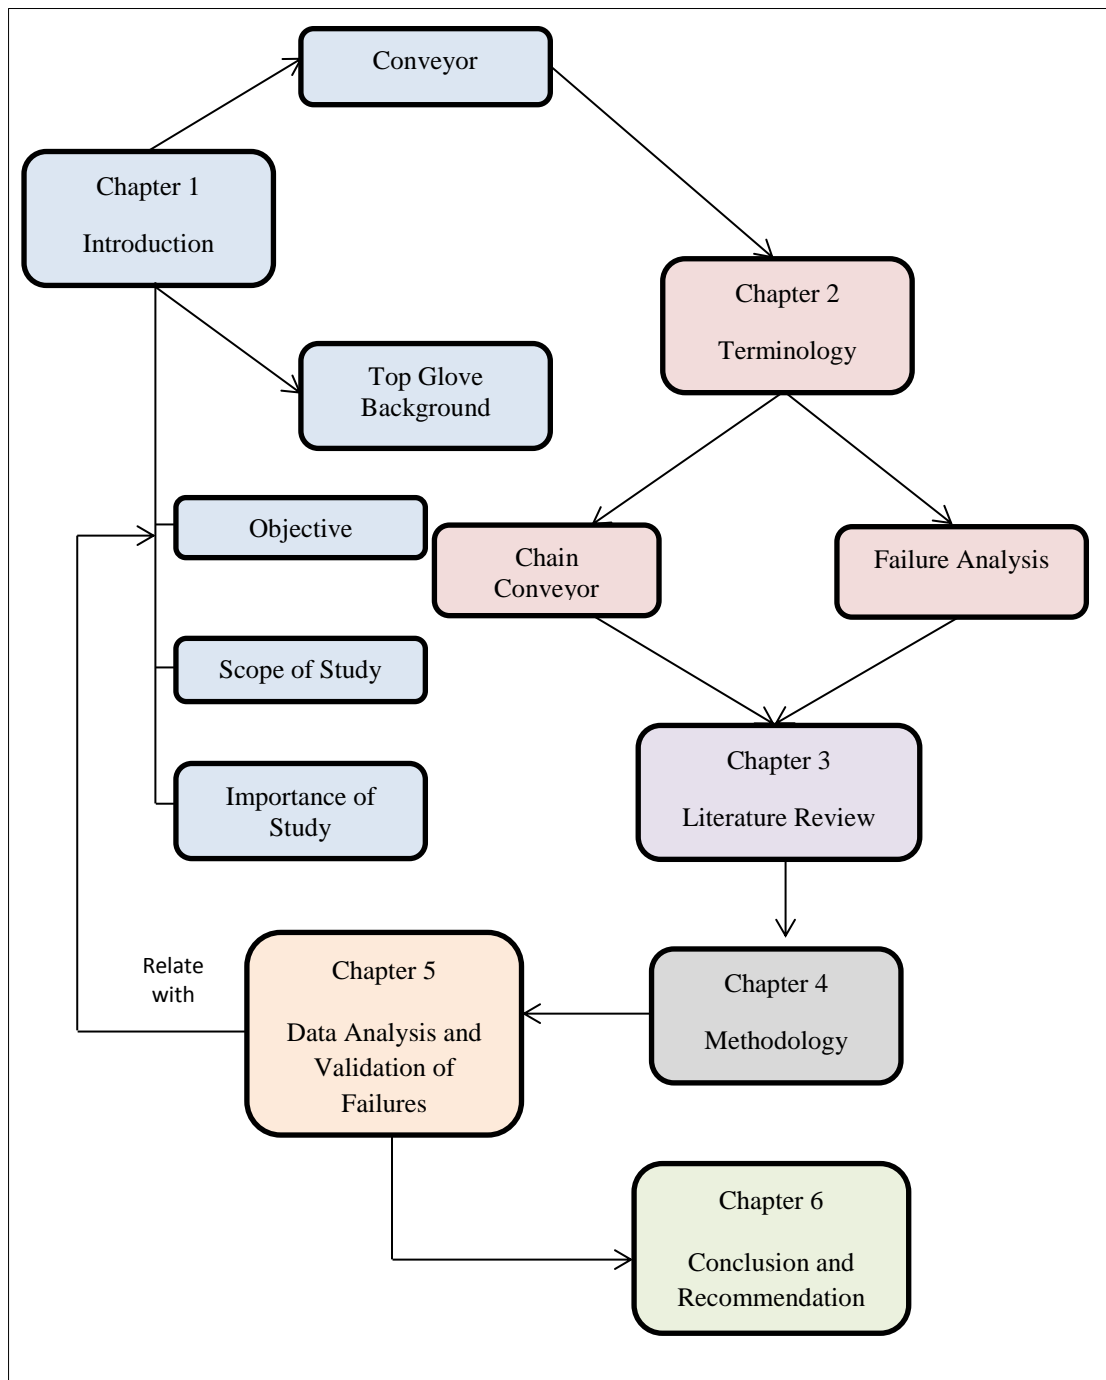 Conveyor
Chapter 1
Introduction
Chapter 2
Terminology
Top Glove
Background
Objective
Chain
Conveyor
Failure Analysis
Scope of Study
Importance of
Study
Chapter 3
Literature Review
Relate
with
Chapter 5
Data Analysis and
Validation of
Failures
Chapter 4
Methodology
Chapter 6
Conclusion and
Recommendation